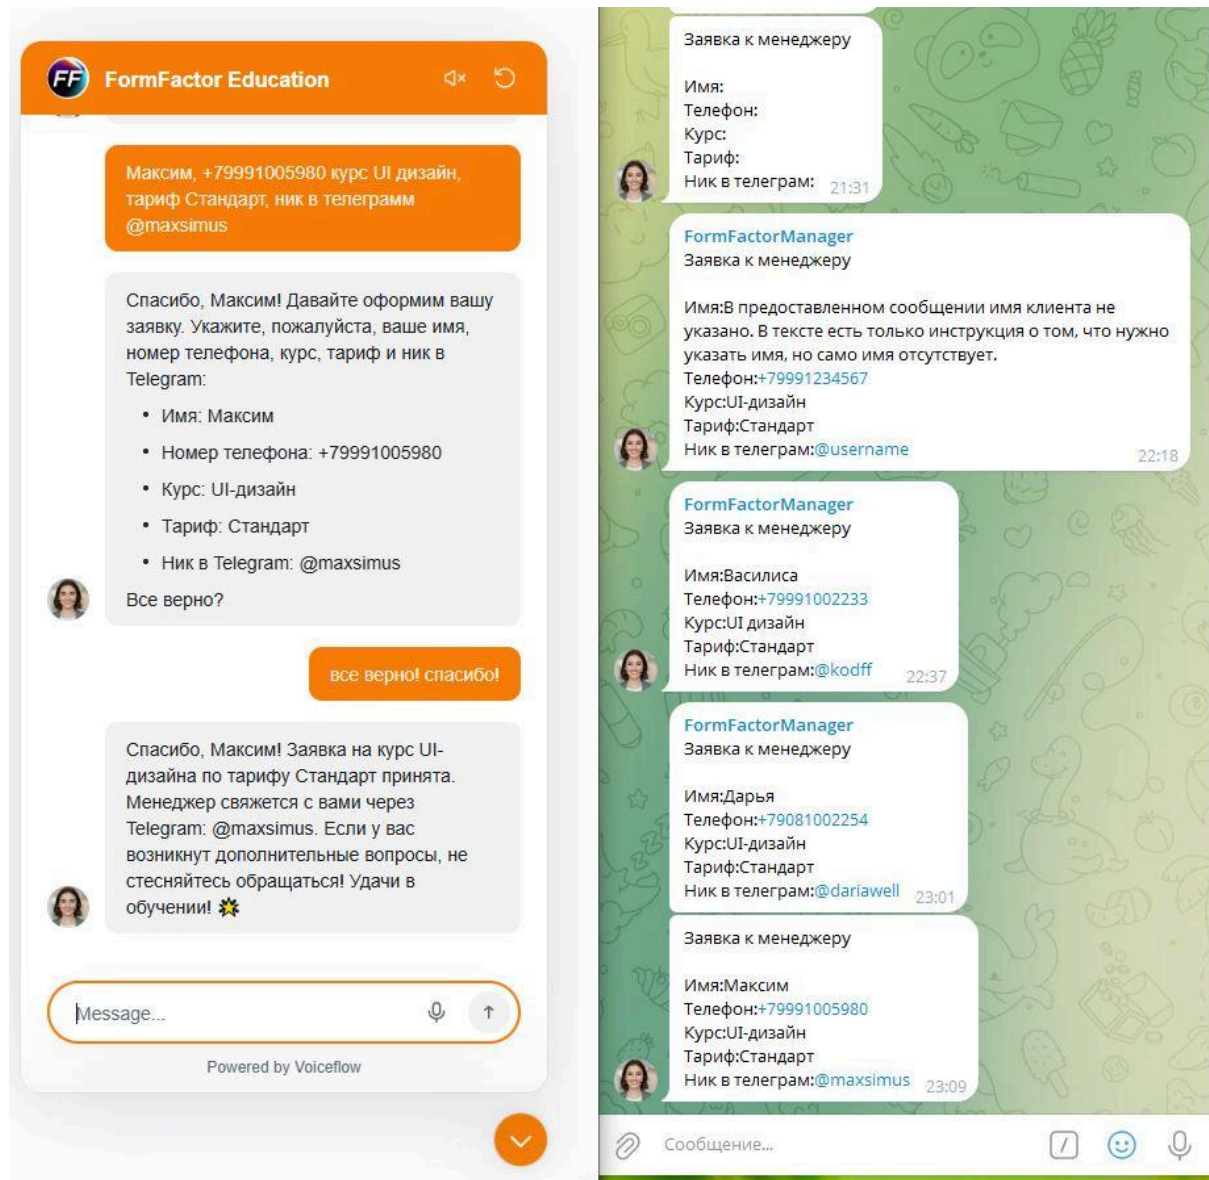 FF
FormFactor Education
Максим, +79991005980 курс UI дизайн,
тариф Стандарт, ник в телеграмм
@maxsimus
Спасибо, Максим! Давайте оформим вашу
заявку. Укажите, пожалуйста, ваше имя,
номер телефона, курс, тариф и ник в
Telegram:
• Имя: Максим
• Номер телефона: +79991005980
• Курс: UI-дизайн
• Тариф: Стандарт
• Ник в Telegram: @maxsimus
Все верно?
все верно! спасибо!
Спасибо, Максим! Заявка на курс UI-
дизайна по тарифу Стандарт принята.
Менеджер свяжется с вами через
Telegram: @maxsimus. Если у вас
возникнут дополнительные вопросы, не
стесняйтесь обращаться! Удачи в
обучении! 🌟
Message...
Powered by Voiceflow
Заявка к менеджеру
Имя:
Телефон:
Курс:
Тариф:
Ник в телеграм: 21:31
FormFactorManager
Заявка к менеджеру
Имя:В предоставленном сообщении имя клиента не
указано. В тексте есть только инструкция о том, что нужно
указать имя, но само имя отсутствует.
Телефон:+79991234567
Курс:UI-дизайн
Тариф:Стандарт
Ник в телеграм:@username 22:18
FormFactorManager
Заявка к менеджеру
Имя:Василиса
Телефон:+79991002233
Курс:UI дизайн
Тариф:Стандарт
Ник в телеграм:@kodff 22:37
FormFactorManager
Заявка к менеджеру
Имя:Дарья
Телефон:+79081002254
Курс:UI-дизайн
Тариф:Стандарт
Ник в телеграм:@dariawell 23:01
Заявка к менеджеру
Имя:Максим
Телефон:+79991005980
Курс:UI-дизайн
Тариф:Стандарт
Ник в телеграм:@maxsimus 23:09
Сообщение...